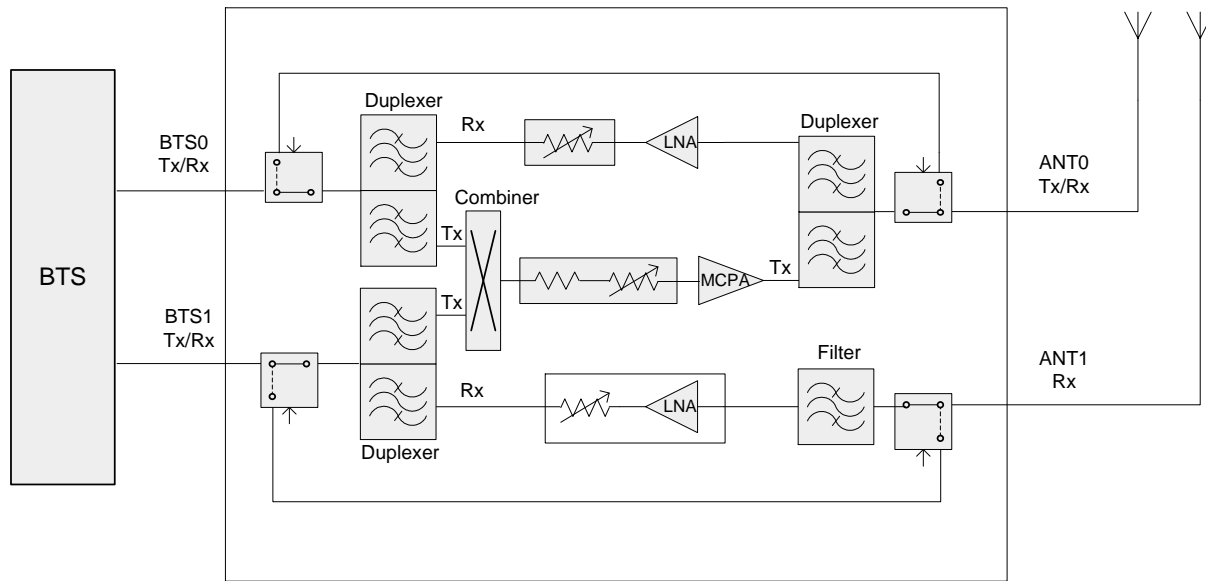 BTS
BTS0
Tx/Rx
BTS1
Tx/Rx
Duplexer
Rx
LNA
Duplexer
Combiner
Tx
Tx
MCPA
Tx
Rx
LNA
Filter
Duplexer
ANT0
Tx/Rx
ANT1
Rx